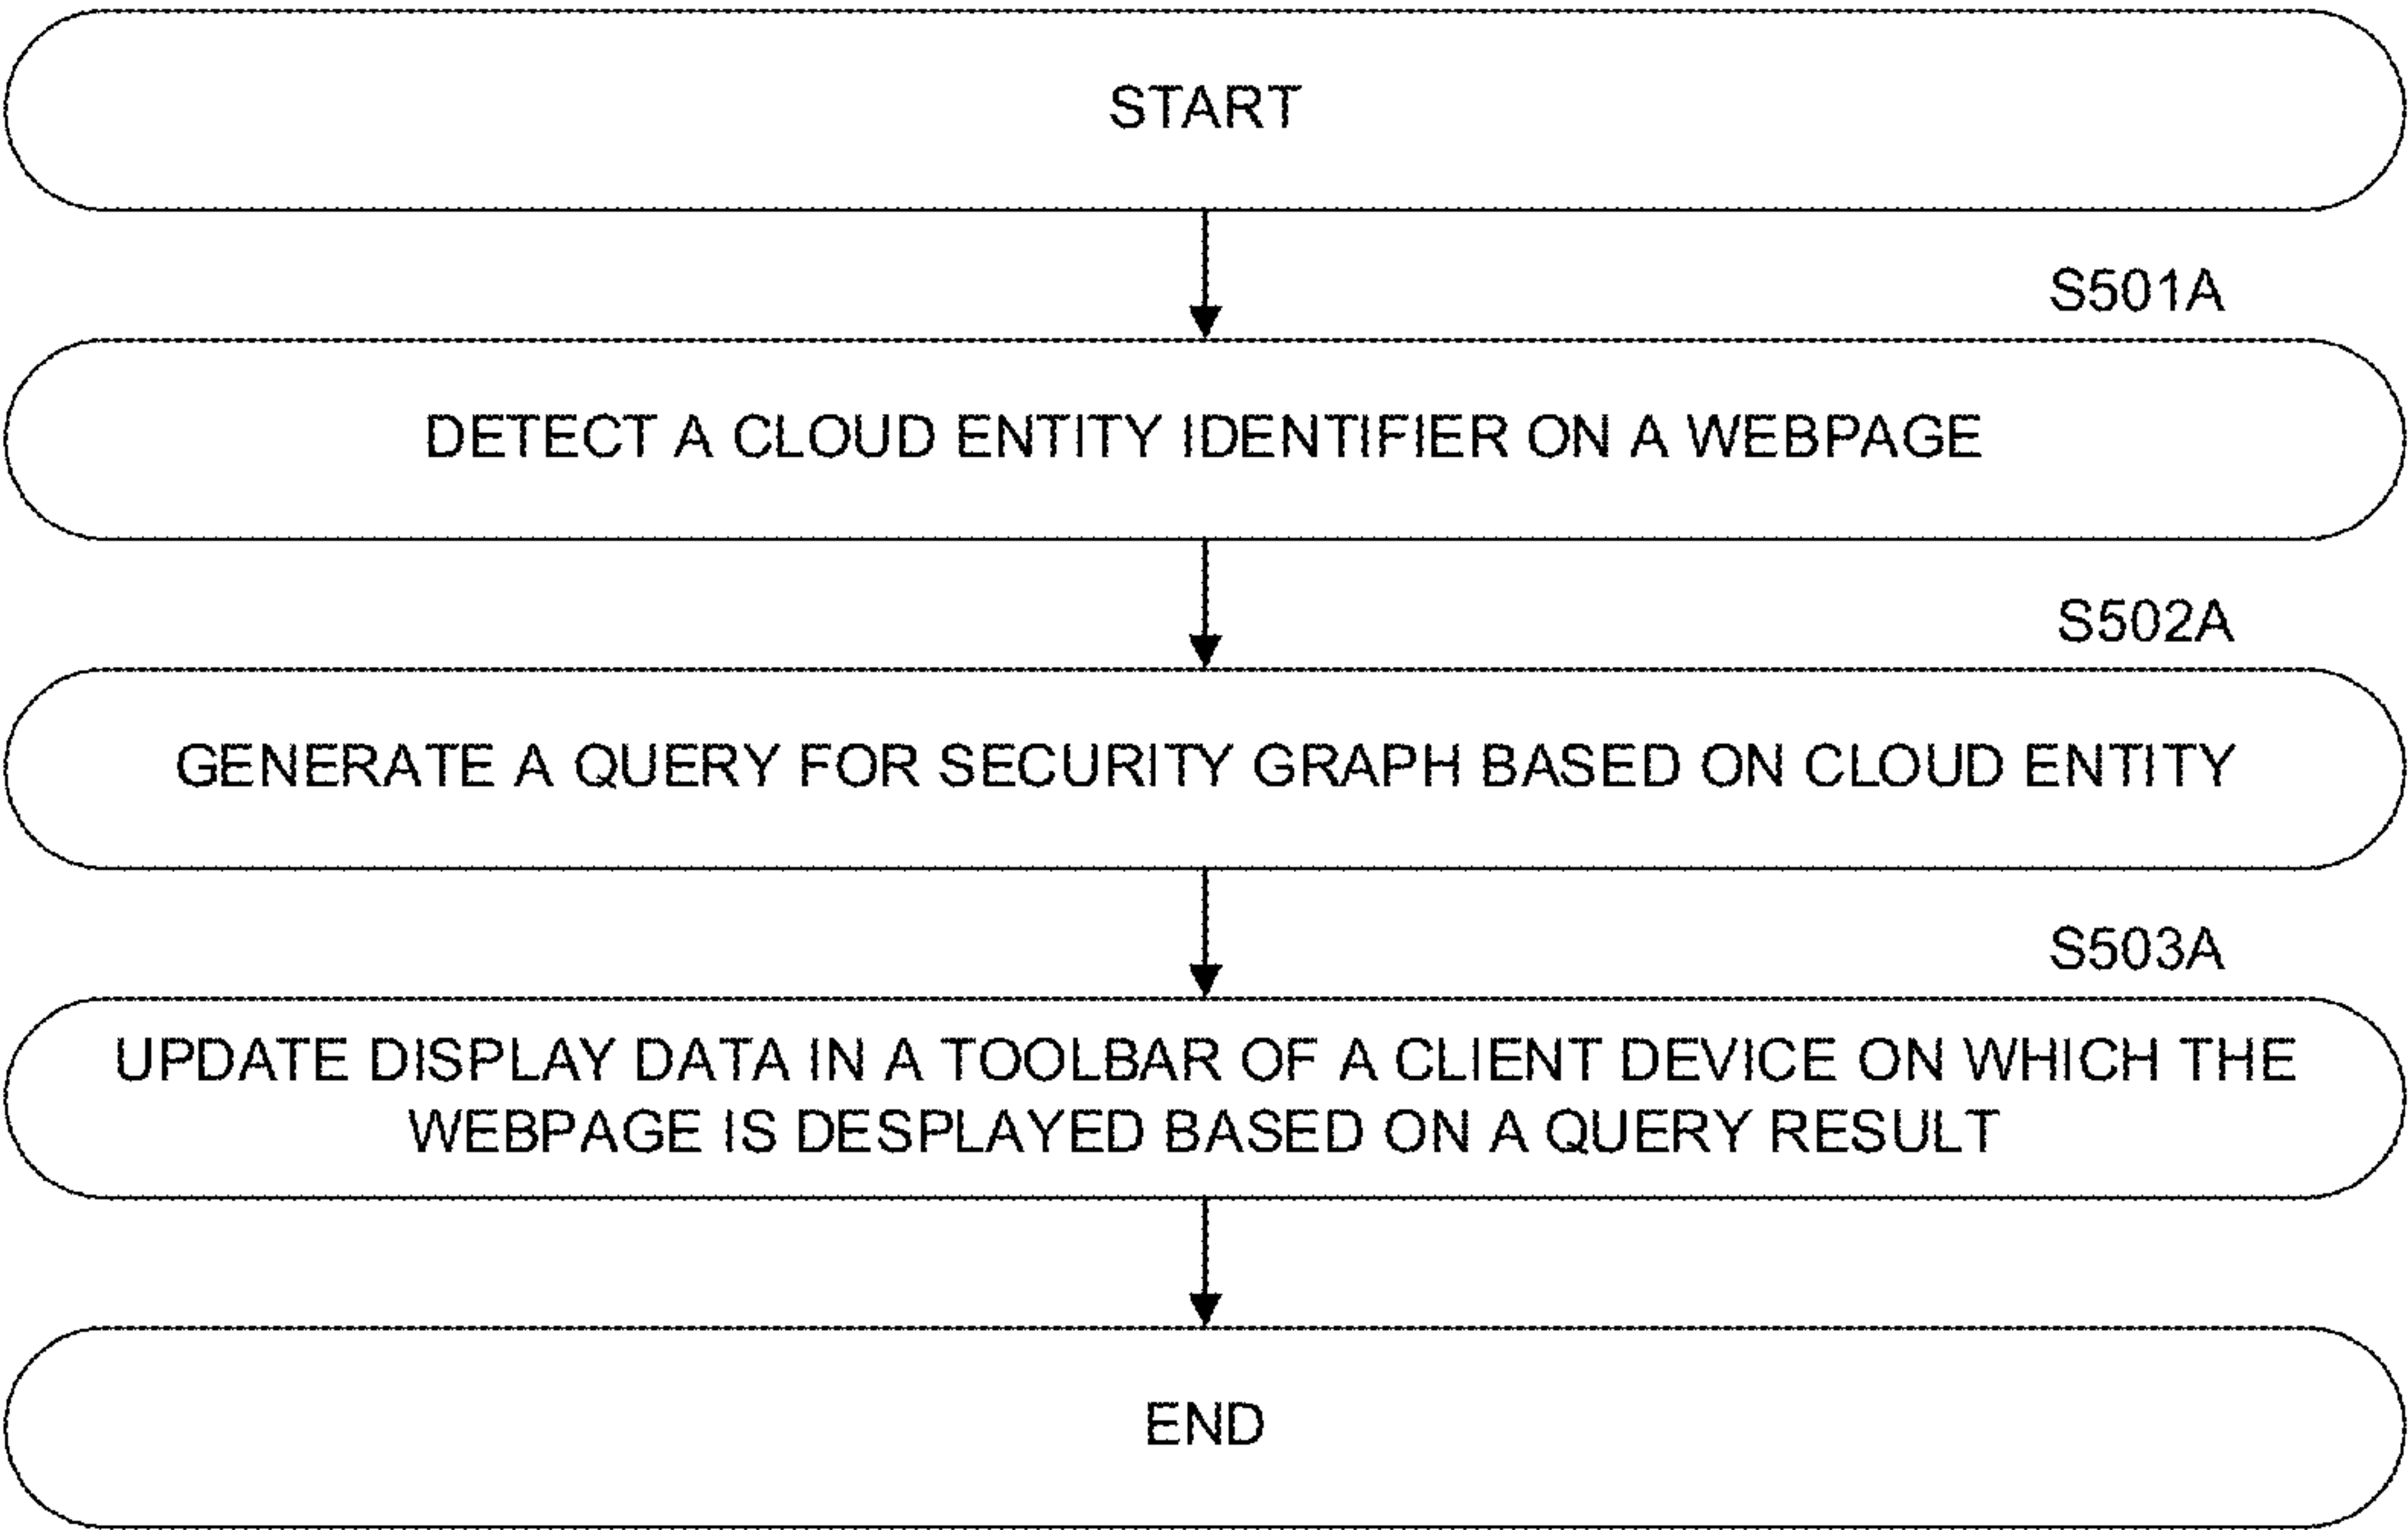 START
S501A
DETECT A CLOUD ENTITY IDENTIFIER ON A WEBPAGE
S502A
GENERATE A QUERY FOR SECURITY GRAPH BASED ON CLOUD ENTITY
S503A
UPDATE DISPLAY DATA IN A TOOLBAR OF A CLIENT DEVICE ON WHICH THE
WEBPAGE IS DESPLAYED BASED ON A QUERY RESULT
END